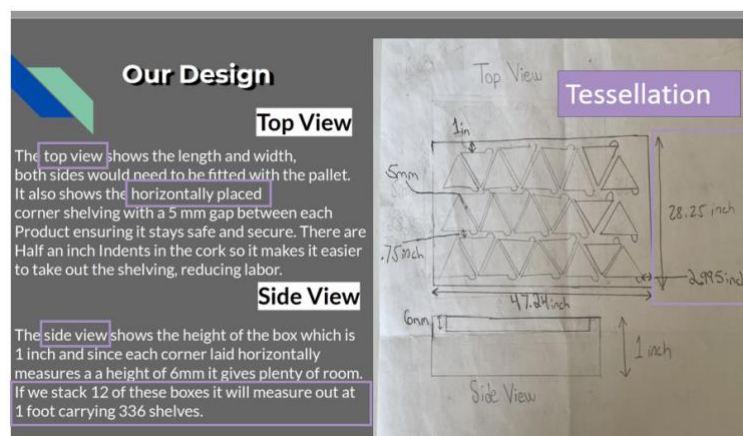 Our Design
Top View
The top view shows the length and width,
both sides would need to be fitted with the pallet.
It also shows the horizontally placed
corner shelving with a 5 mm gap between each
Product ensuring it stays safe and secure. There are
Half an inch Indents in the cork so it makes it easier
to take out the shelving, reducing labor.
Side View
The side view shows the height of the box which is
1 inch and since each corner laid horizontally
measures a a height of 6mm it gives plenty of room.
If we stack 12 of these boxes it will measure out at
1 foot carrying 336 shelves.
Top View
Tessellation
1in
5mm
.75inch
28.25 inch
2.995inch
47.24inch
6mm
1 inch
Side View